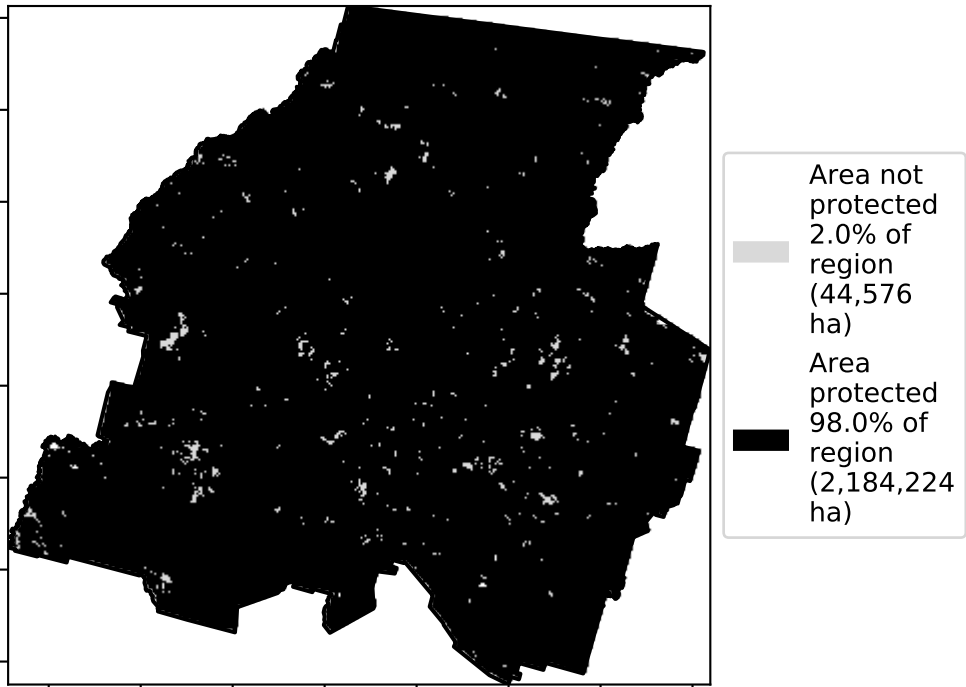 Area not
protected
2.0% of
region
(44,576
ha)
Area
protected
98.0% of
region
(2,184,224
ha)